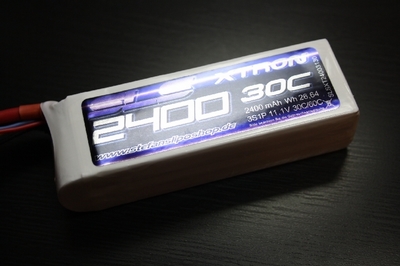 XTRON
2400 30C
2400 mAh Wh 26.64
3S1P 11.1V 30C/60C
www.stefansliposhop.de